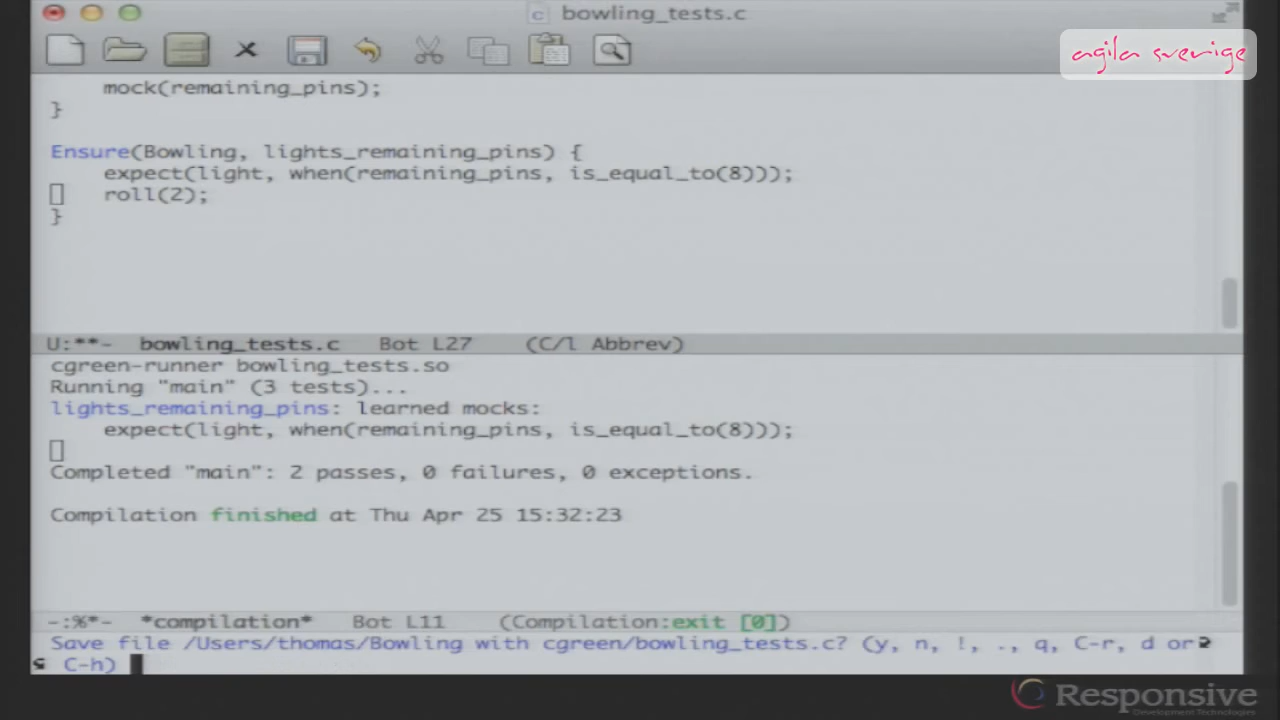 bowling_tests.c
agila sverige
mock(remaining_pins);
}
Ensure(Bowling, lights_remaining_pins) {
expect(light, when(remaining_pins, is_equal_to(8)));
roll(2);
}
U:**- bowling_tests.c Bot L27 (C/l Abbrev)
cgreen-runner bowling_tests.so
Running "main" (3 tests)...
lights_remaining_pins: learned mocks:
expect(light, when(remaining_pins, is_equal_to(8)));
Completed "main": 2 passes, 0 failures, 0 exceptions.
Compilation finished at Thu Apr 25 15:32:23
-:%*- *compilation* Bot L11 (Compilation:exit [0])
Save file /Users/thomas/Bowling with cgreen/bowling_tests.c? (y, n, !, ., q, C-r, d or
C-h)
Responsive
Development Technologies